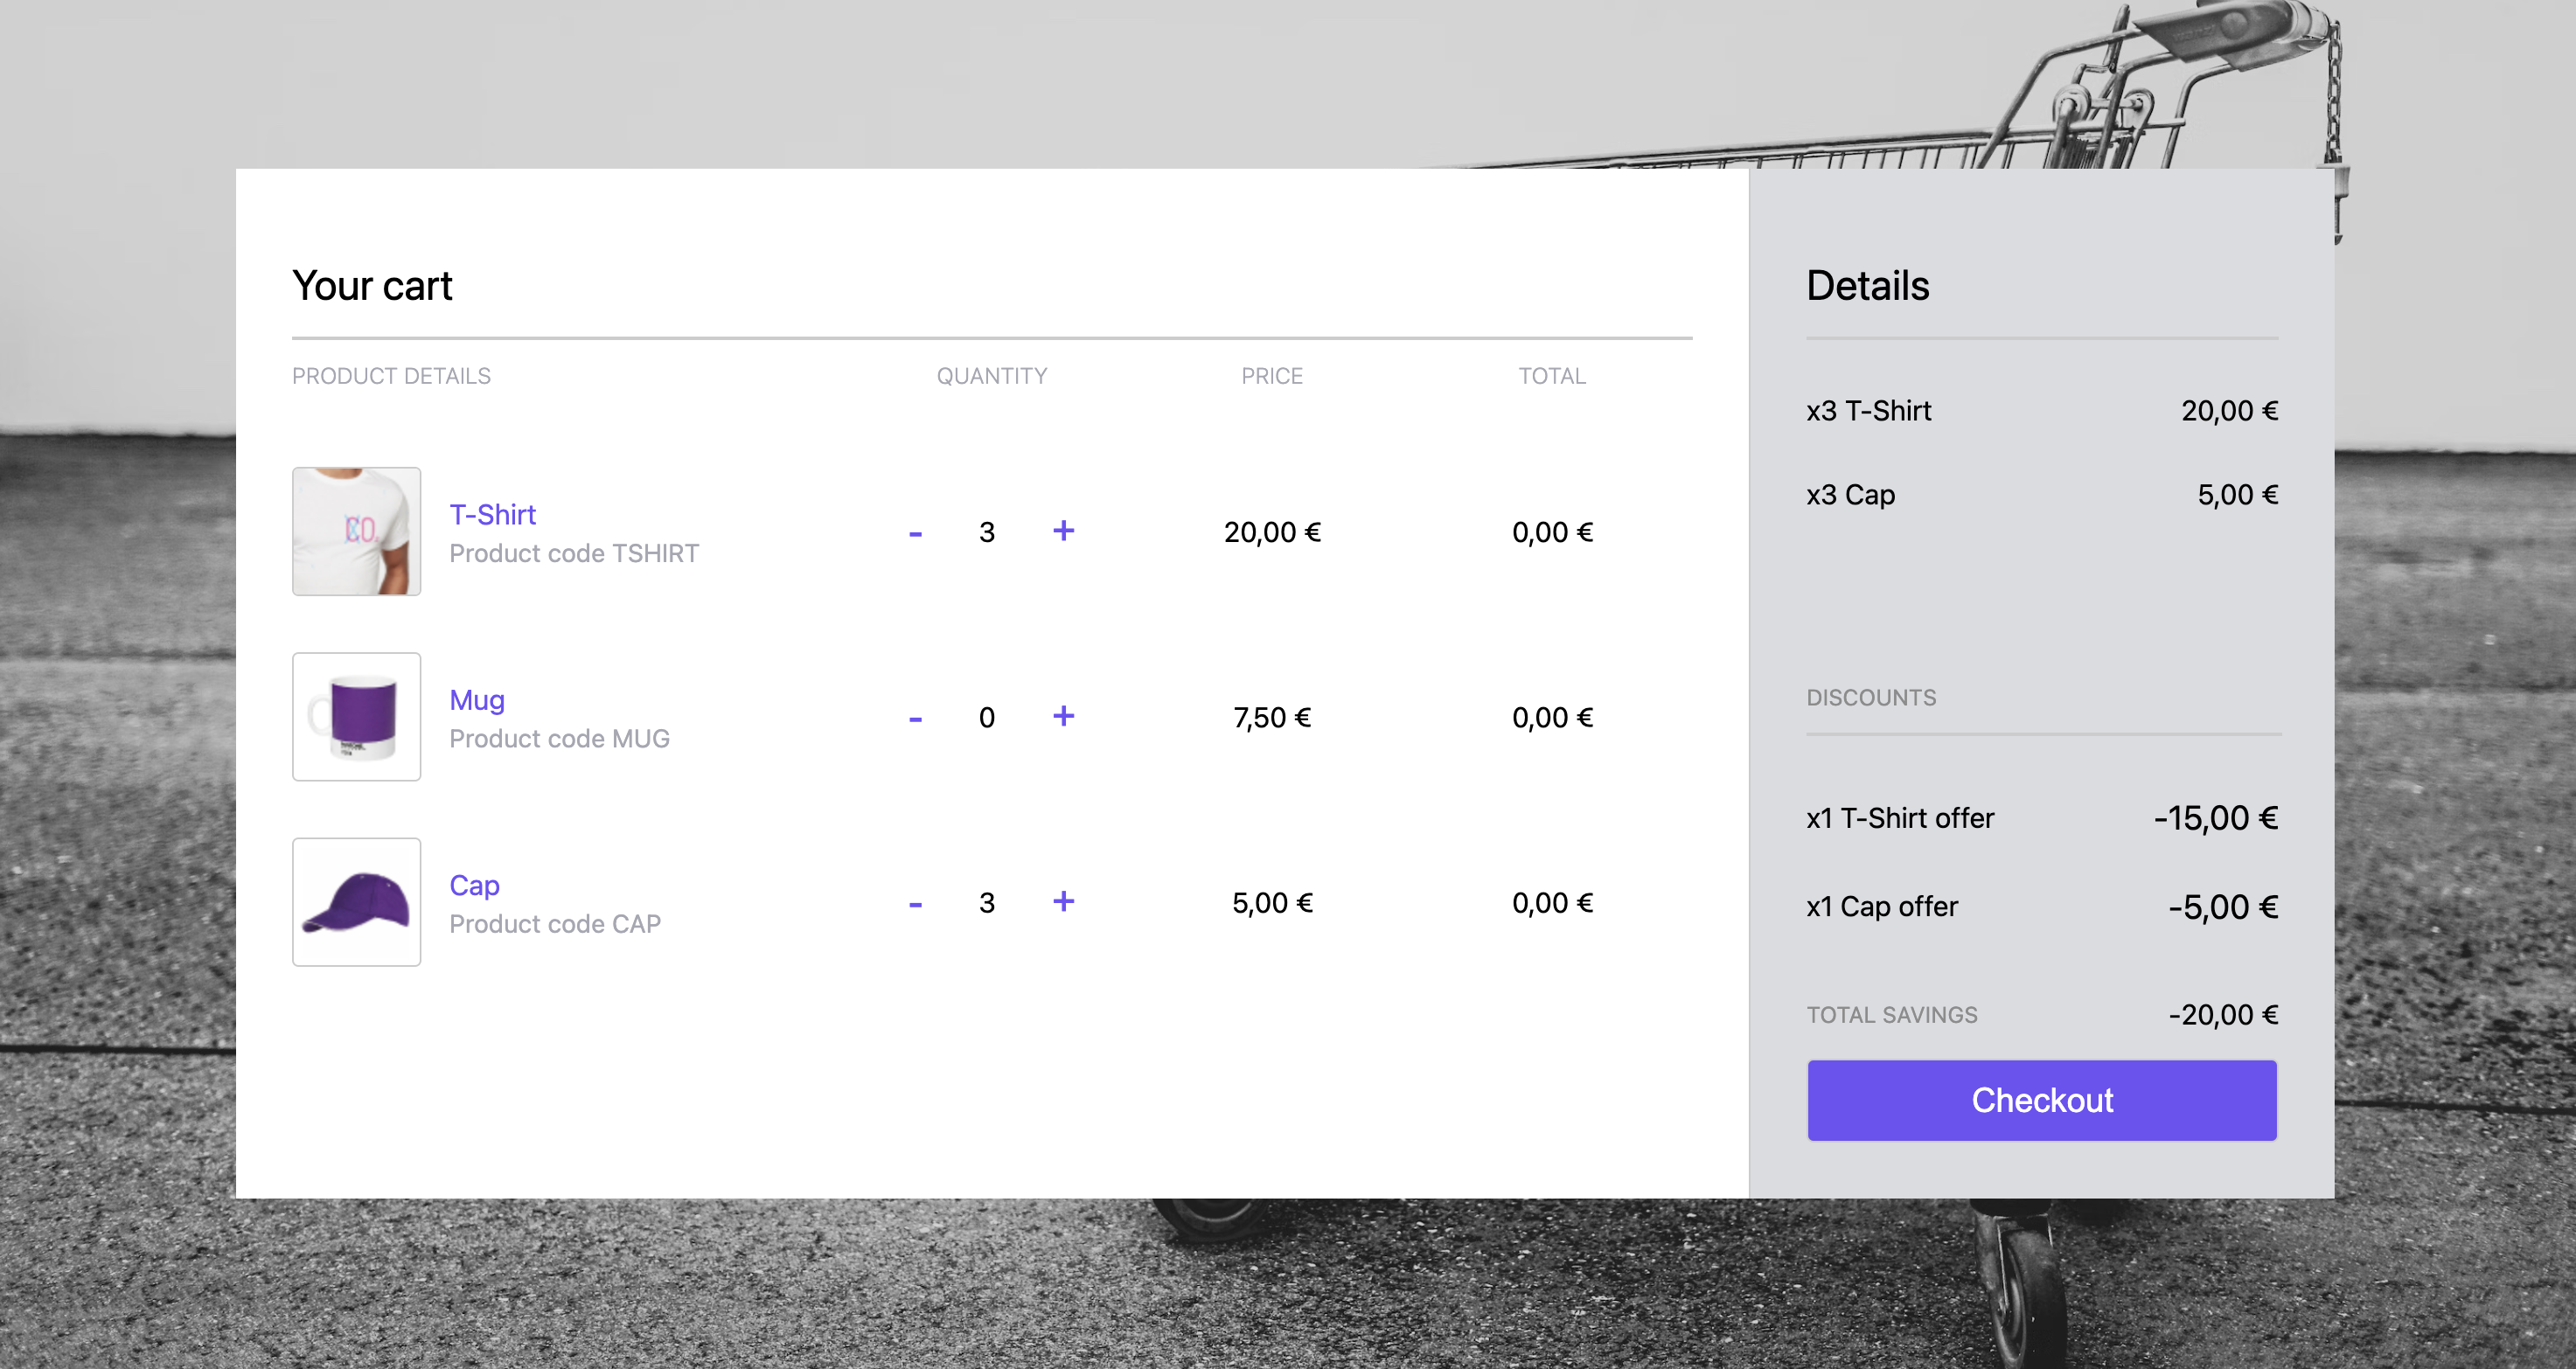 Your cart
PRODUCT DETAILS QUANTITY PRICE TOTAL
T-Shirt
Product code TSHIRT
- 3 + 20,00 € 0,00 €
Mug
Product code MUG
- 0 + 7,50 € 0,00 €
Cap
Product code CAP
- 3 + 5,00 € 0,00 €
Details
x3 T-Shirt 20,00 €
x3 Cap 5,00 €
DISCOUNTS
x1 T-Shirt offer -15,00 €
x1 Cap offer -5,00 €
TOTAL SAVINGS -20,00 €
Checkout